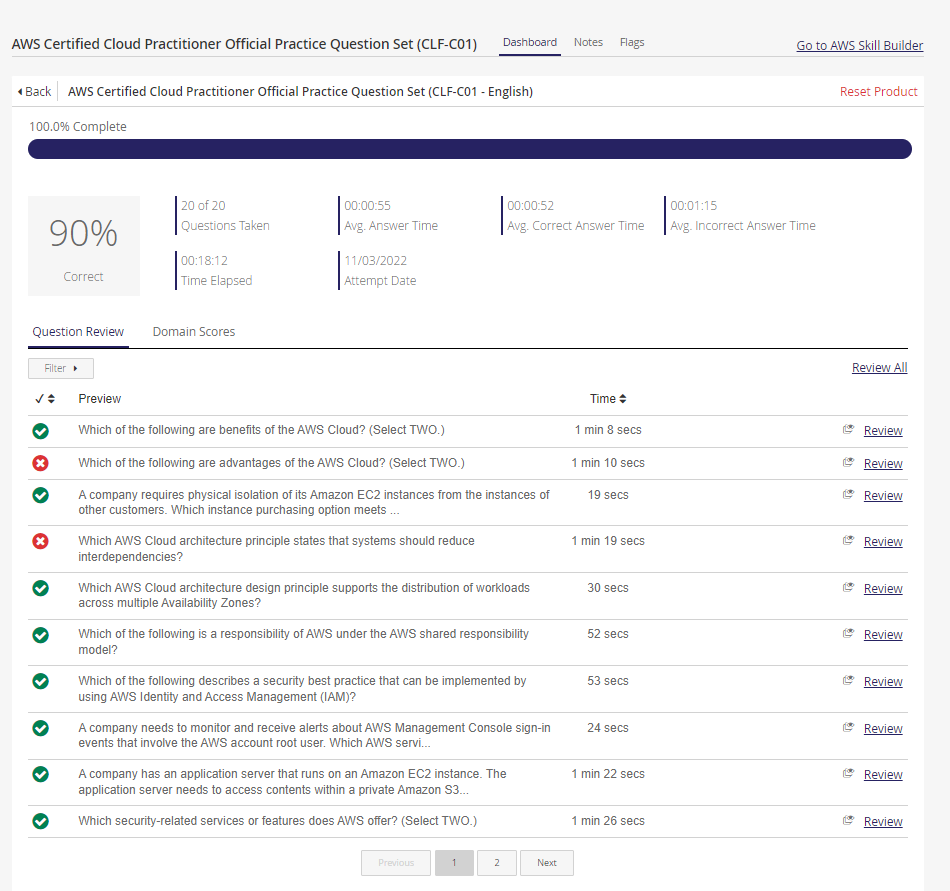 AWS Certified Cloud Practitioner Official Practice Question Set (CLF-C01) Dashboard Notes Flags Go to AWS Skill Builder
Back AWS Certified Cloud Practitioner Official Practice Question Set (CLF-C01 - English) Reset Product
100.0% Complete
90%
Correct
20 of 20
Questions Taken
00:00:55
Avg. Answer Time
00:00:52
Avg. Correct Answer Time
00:01:15
Avg. Incorrect Answer Time
00:18:12
Time Elapsed
11/03/2022
Attempt Date
Question Review Domain Scores
Filter Review All
Preview Time
Which of the following are benefits of the AWS Cloud? (Select TWO.) 1 min 8 secs Review
Which of the following are advantages of the AWS Cloud? (Select TWO.) 1 min 10 secs Review
A company requires physical isolation of its Amazon EC2 instances from the instances of 19 secs Review
other customers. Which instance purchasing option meets ...
Which AWS Cloud architecture principle states that systems should reduce 1 min 19 secs Review
interdependencies?
Which AWS Cloud architecture design principle supports the distribution of workloads 30 secs Review
across multiple Availability Zones?
Which of the following is a responsibility of AWS under the AWS shared responsibility 52 secs Review
model?
Which of the following describes a security best practice that can be implemented by 53 secs Review
using AWS Identity and Access Management (IAM)?
A company needs to monitor and receive alerts about AWS Management Console sign-in 24 secs Review
events that involve the AWS account root user. Which AWS servi...
A company has an application server that runs on an Amazon EC2 instance. The 1 min 22 secs Review
application server needs to access contents within a private Amazon S3...
Which security-related services or features does AWS offer? (Select TWO.) 1 min 26 secs Review
Previous 1 2 Next